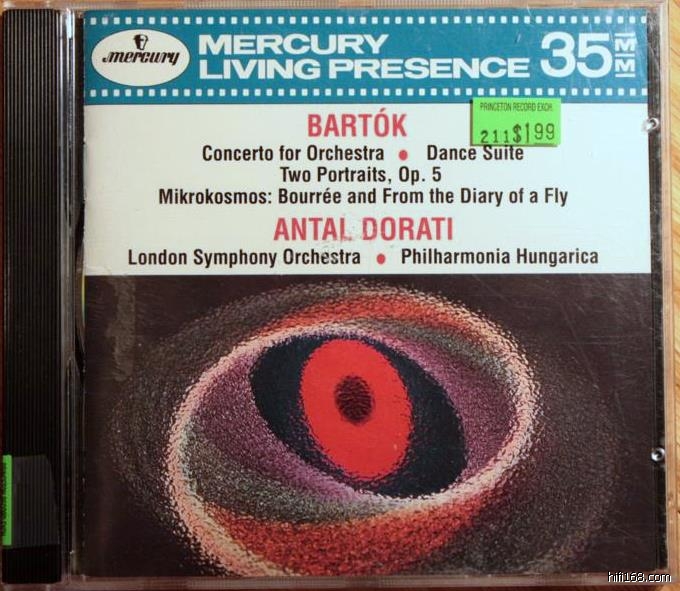 mercury
MERCURY
LIVING PRESENCE
35MM
PRINCETON RECORD EXCH.
211$1.99
BARTÓK
Concerto for Orchestra • Dance Suite
Two Portraits, Op. 5
Mikrokosmos: Bourrée and From the Diary of a Fly
ANTAL DORATI
London Symphony Orchestra • Philharmonia Hungarica
hifi168.com